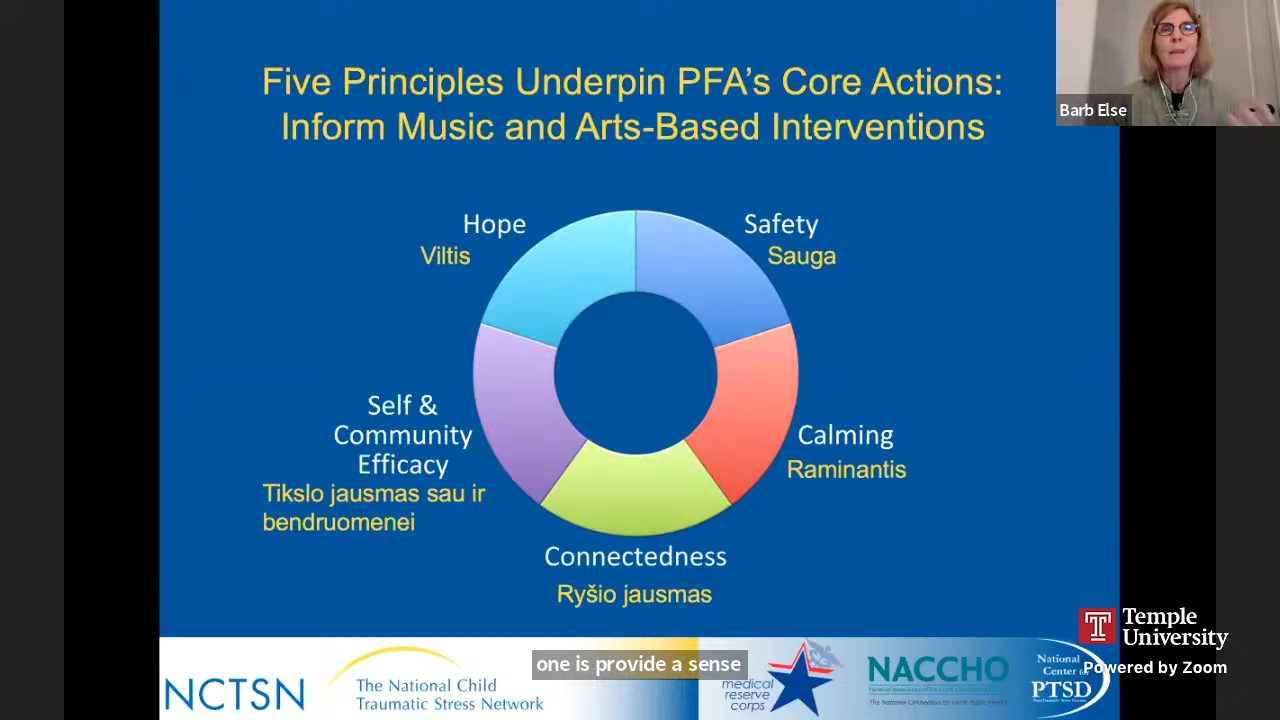 Five Principles Underpin PFA's Core Actions:
Inform Music and Arts-Based Interventions
Barb Else
Hope
Viltis
Safety
Sauga
Self &
Community
Efficacy
Tikslo jausmas sau ir
bendruomenei
Calming
Raminantis
Connectedness
Ryšio jausmas
one is provide a sense
NCTSN
The National Child
Traumatic Stress Network
medical
reserve
corps
NACCHO
National
Center for
PTSD
Temple
University
Powered by Zoom